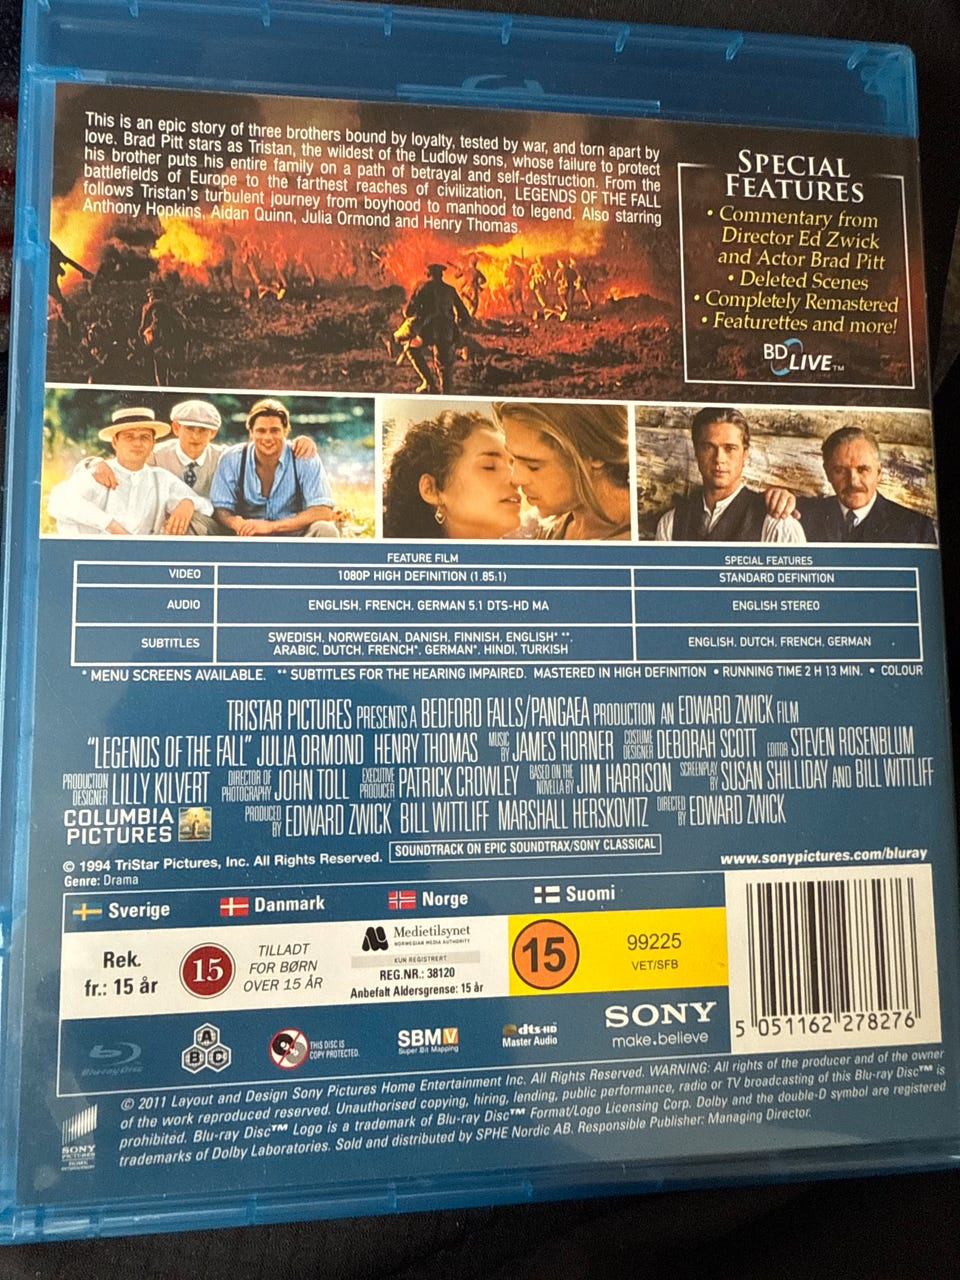 This is an epic story of three brothers bound by loyalty, tested by war, and torn apart by
love. Brad Pitt stars as Tristan, the wildest of the Ludlow sons, whose failure to protect
his brother puts his entire family on a path of betrayal and self-destruction. From the
battlefields of Europe to the farthest reaches of civilization, LEGENDS OF THE FALL
follows Tristan's turbulent journey from boyhood to manhood to legend. Also starring
Anthony Hopkins, Aidan Quinn, Julia Ormond and Henry Thomas.
SPECIAL
FEATURES
• Commentary from
Director Ed Zwick
and Actor Brad Pitt
• Deleted Scenes
• Completely Remastered
• Featurettes and more!
BD LIVE™
FEATURE FILM SPECIAL FEATURES
VIDEO 1080P HIGH DEFINITION (1.85:1) STANDARD DEFINITION
AUDIO ENGLISH, FRENCH, GERMAN 5.1 DTS-HD MA ENGLISH STEREO
SUBTITLES SWEDISH, NORWEGIAN, DANISH, FINNISH, ENGLISH* **,
ARABIC, DUTCH, FRENCH*, GERMAN*, HINDI, TURKISH
ENGLISH, DUTCH, FRENCH, GERMAN
* MENU SCREENS AVAILABLE. ** SUBTITLES FOR THE HEARING IMPAIRED. MASTERED IN HIGH DEFINITION • RUNNING TIME 2 H 13 MIN. • COLOUR
TRISTAR PICTURES PRESENTS A BEDFORD FALLS/PANGAEA PRODUCTION AN EDWARD ZWICK FILM
"LEGENDS OF THE FALL" JULIA ORMOND HENRY THOMAS MUSIC BY JAMES HORNER COSTUME DESIGNER DEBORAH SCOTT EDITOR STEVEN ROSENBLUM
PRODUCTION DESIGNER LILLY KILVERT DIRECTOR OF PHOTOGRAPHY JOHN TOLL EXECUTIVE PRODUCER PATRICK CROWLEY BASED ON THE NOVELLA BY JIM HARRISON SCREENPLAY BY SUSAN SHILLIDAY AND BILL WITTLIFF
COLUMBIA
PICTURES
PRODUCED BY EDWARD ZWICK BILL WITTLIFF MARSHALL HERSKOVITZ DIRECTED BY EDWARD ZWICK
© 1994 TriStar Pictures, Inc. All Rights Reserved.
SOUNDTRACK ON EPIC SOUNDTRAX/SONY CLASSICAL
www.sonypictures.com/bluray
Genre: Drama
Sverige Danmark Norge Suomi
Rek.
fr.: 15 år
15
TILLADT
FOR BØRN
OVER 15 ÅR
Medietilsynet
NORWEGIAN MEDIA AUTHORITY
KUN REGISTRERT
REG.NR.: 38120
Anbefalt Aldersgrense: 15 år
15
99225
VET/SFB
5 051162 278276
Blu-ray Disc
A
B C
THIS DISC IS
COPY PROTECTED.
SBMV
Super Bit Mapping
dts-HD
Master Audio
SONY
make.believe
© 2011 Layout and Design Sony Pictures Home Entertainment Inc. All Rights Reserved. WARNING: All rights of the producer and of the owner
of the work reproduced reserved. Unauthorised copying, hiring, lending, public performance, radio or TV broadcasting of this Blu-ray Disc™ is
prohibited. Blu-ray Disc™ Logo is a trademark of Blu-ray Disc™ Format/Logo Licensing Corp. Dolby and the double-D symbol are registered
trademarks of Dolby Laboratories. Sold and distributed by SPHE Nordic AB. Responsible Publisher: Managing Director.
SONY
PICTURES
HOME
ENTERTAINMENT